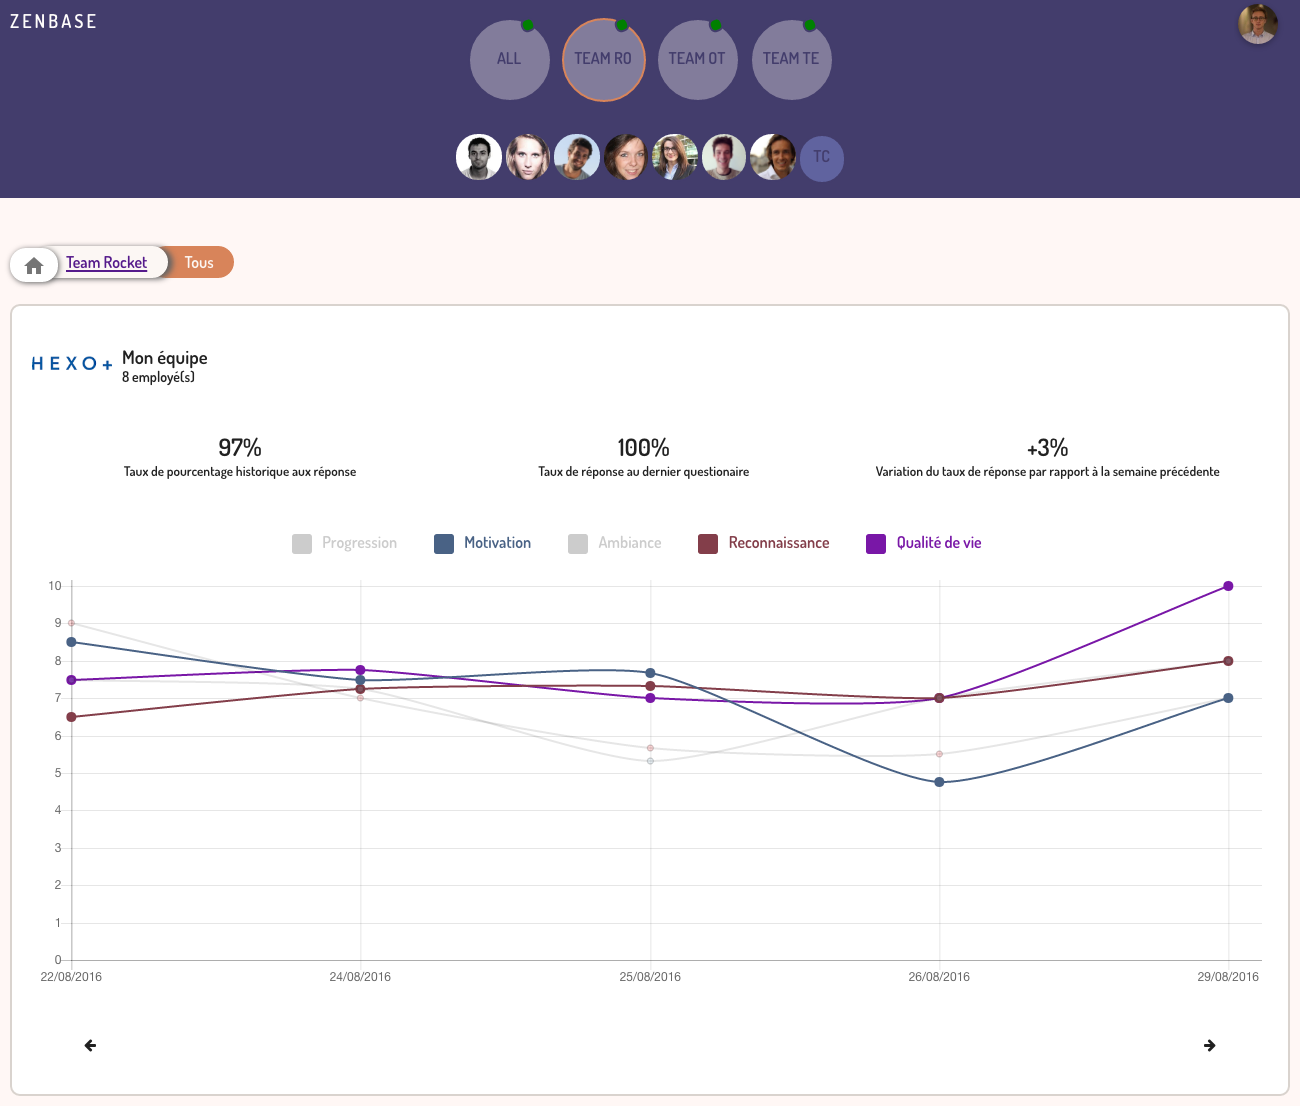 ZENBASE
ALL TEAM RO TEAM OT TEAM TE
TC
Team Rocket Tous
HEXO+
Mon équipe
8 employé(s)
97% 100% +3%
Taux de pourcentage historique aux réponse Taux de réponse au dernier questionaire Variation du taux de réponse par rapport à la semaine précédente
Progression Motivation Ambiance Reconnaissance Qualité de vie
10
9
8
7
6
5
4
3
2
1
0
22/08/2016 24/08/2016 25/08/2016 26/08/2016 29/08/2016